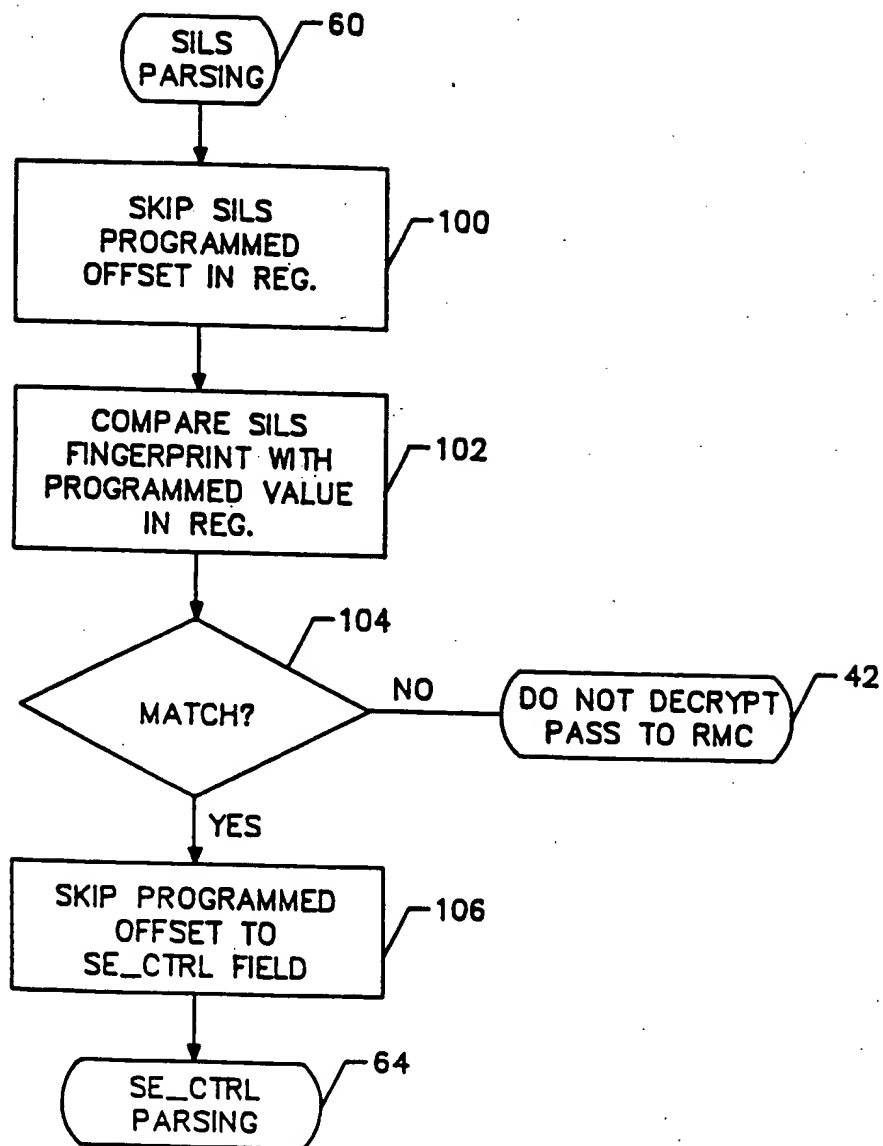 SILS
PARSING
60
SKIP SILS
PROGRAMMED
OFFSET IN REG.
100
COMPARE SILS
FINGERPRINT WITH
PROGRAMMED VALUE
IN REG.
102
104
MATCH?
NO
DO NOT DECRYPT
PASS TO RMC
42
YES
SKIP PROGRAMMED
OFFSET TO
SE_CTRL FIELD
106
SE_CTRL
PARSING
64